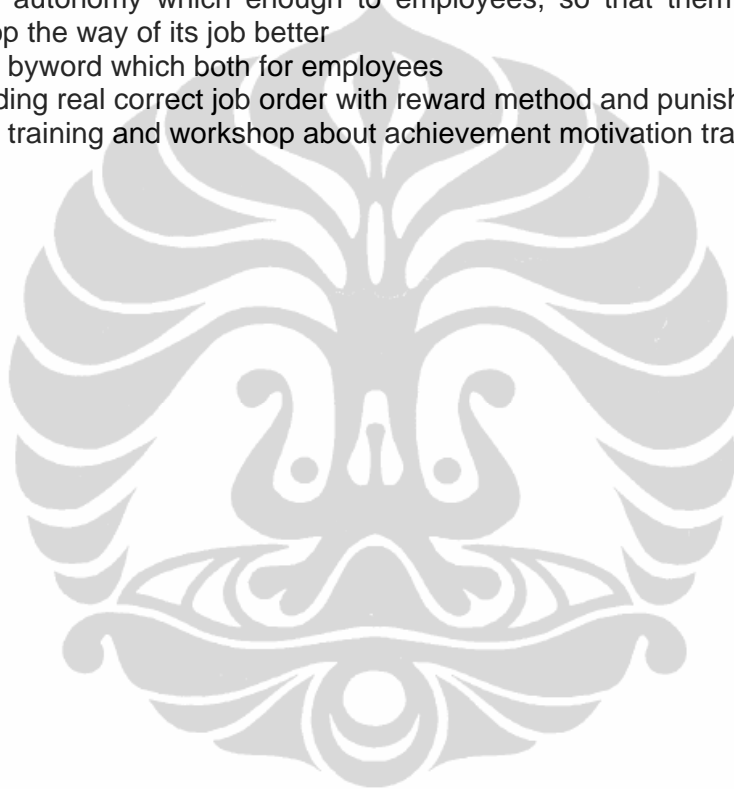 autonomy which enough to employees, so that them
op the way of its job better
byword which both for employees
ding real correct job order with reward method and punish
training and workshop about achievement motivation tra